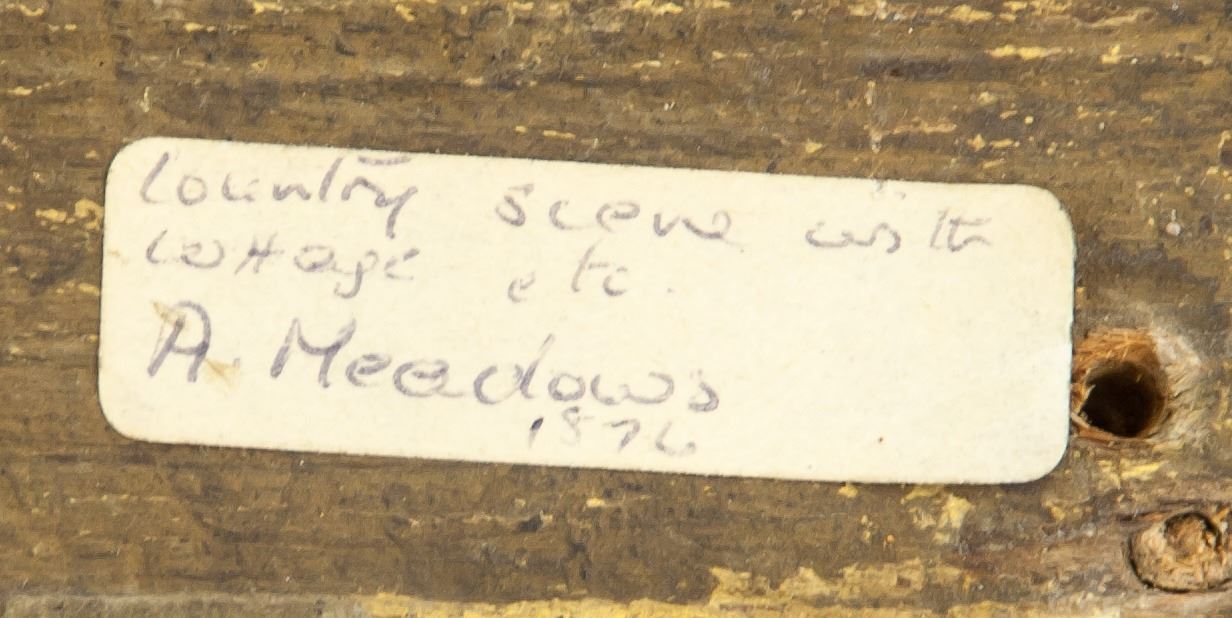 Country scene with
cottage etc.
A. Meadows
1876